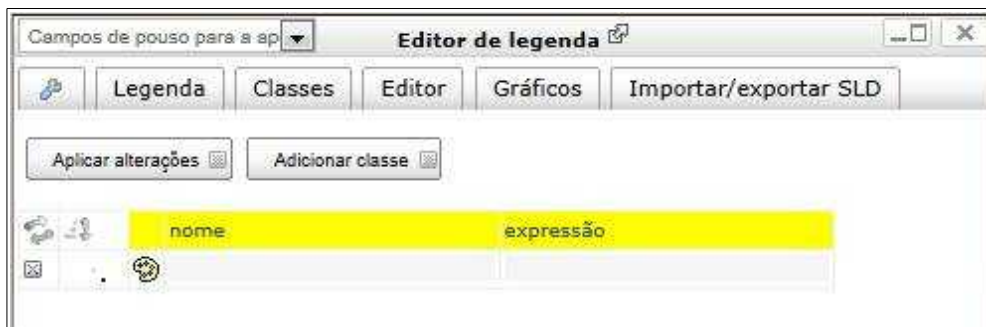 Campos de pouso para a ap
Editor de legenda
Legenda Classes Editor Gráficos Importar/exportar SLD
Aplicar alterações Adicionar classe
nome expressão